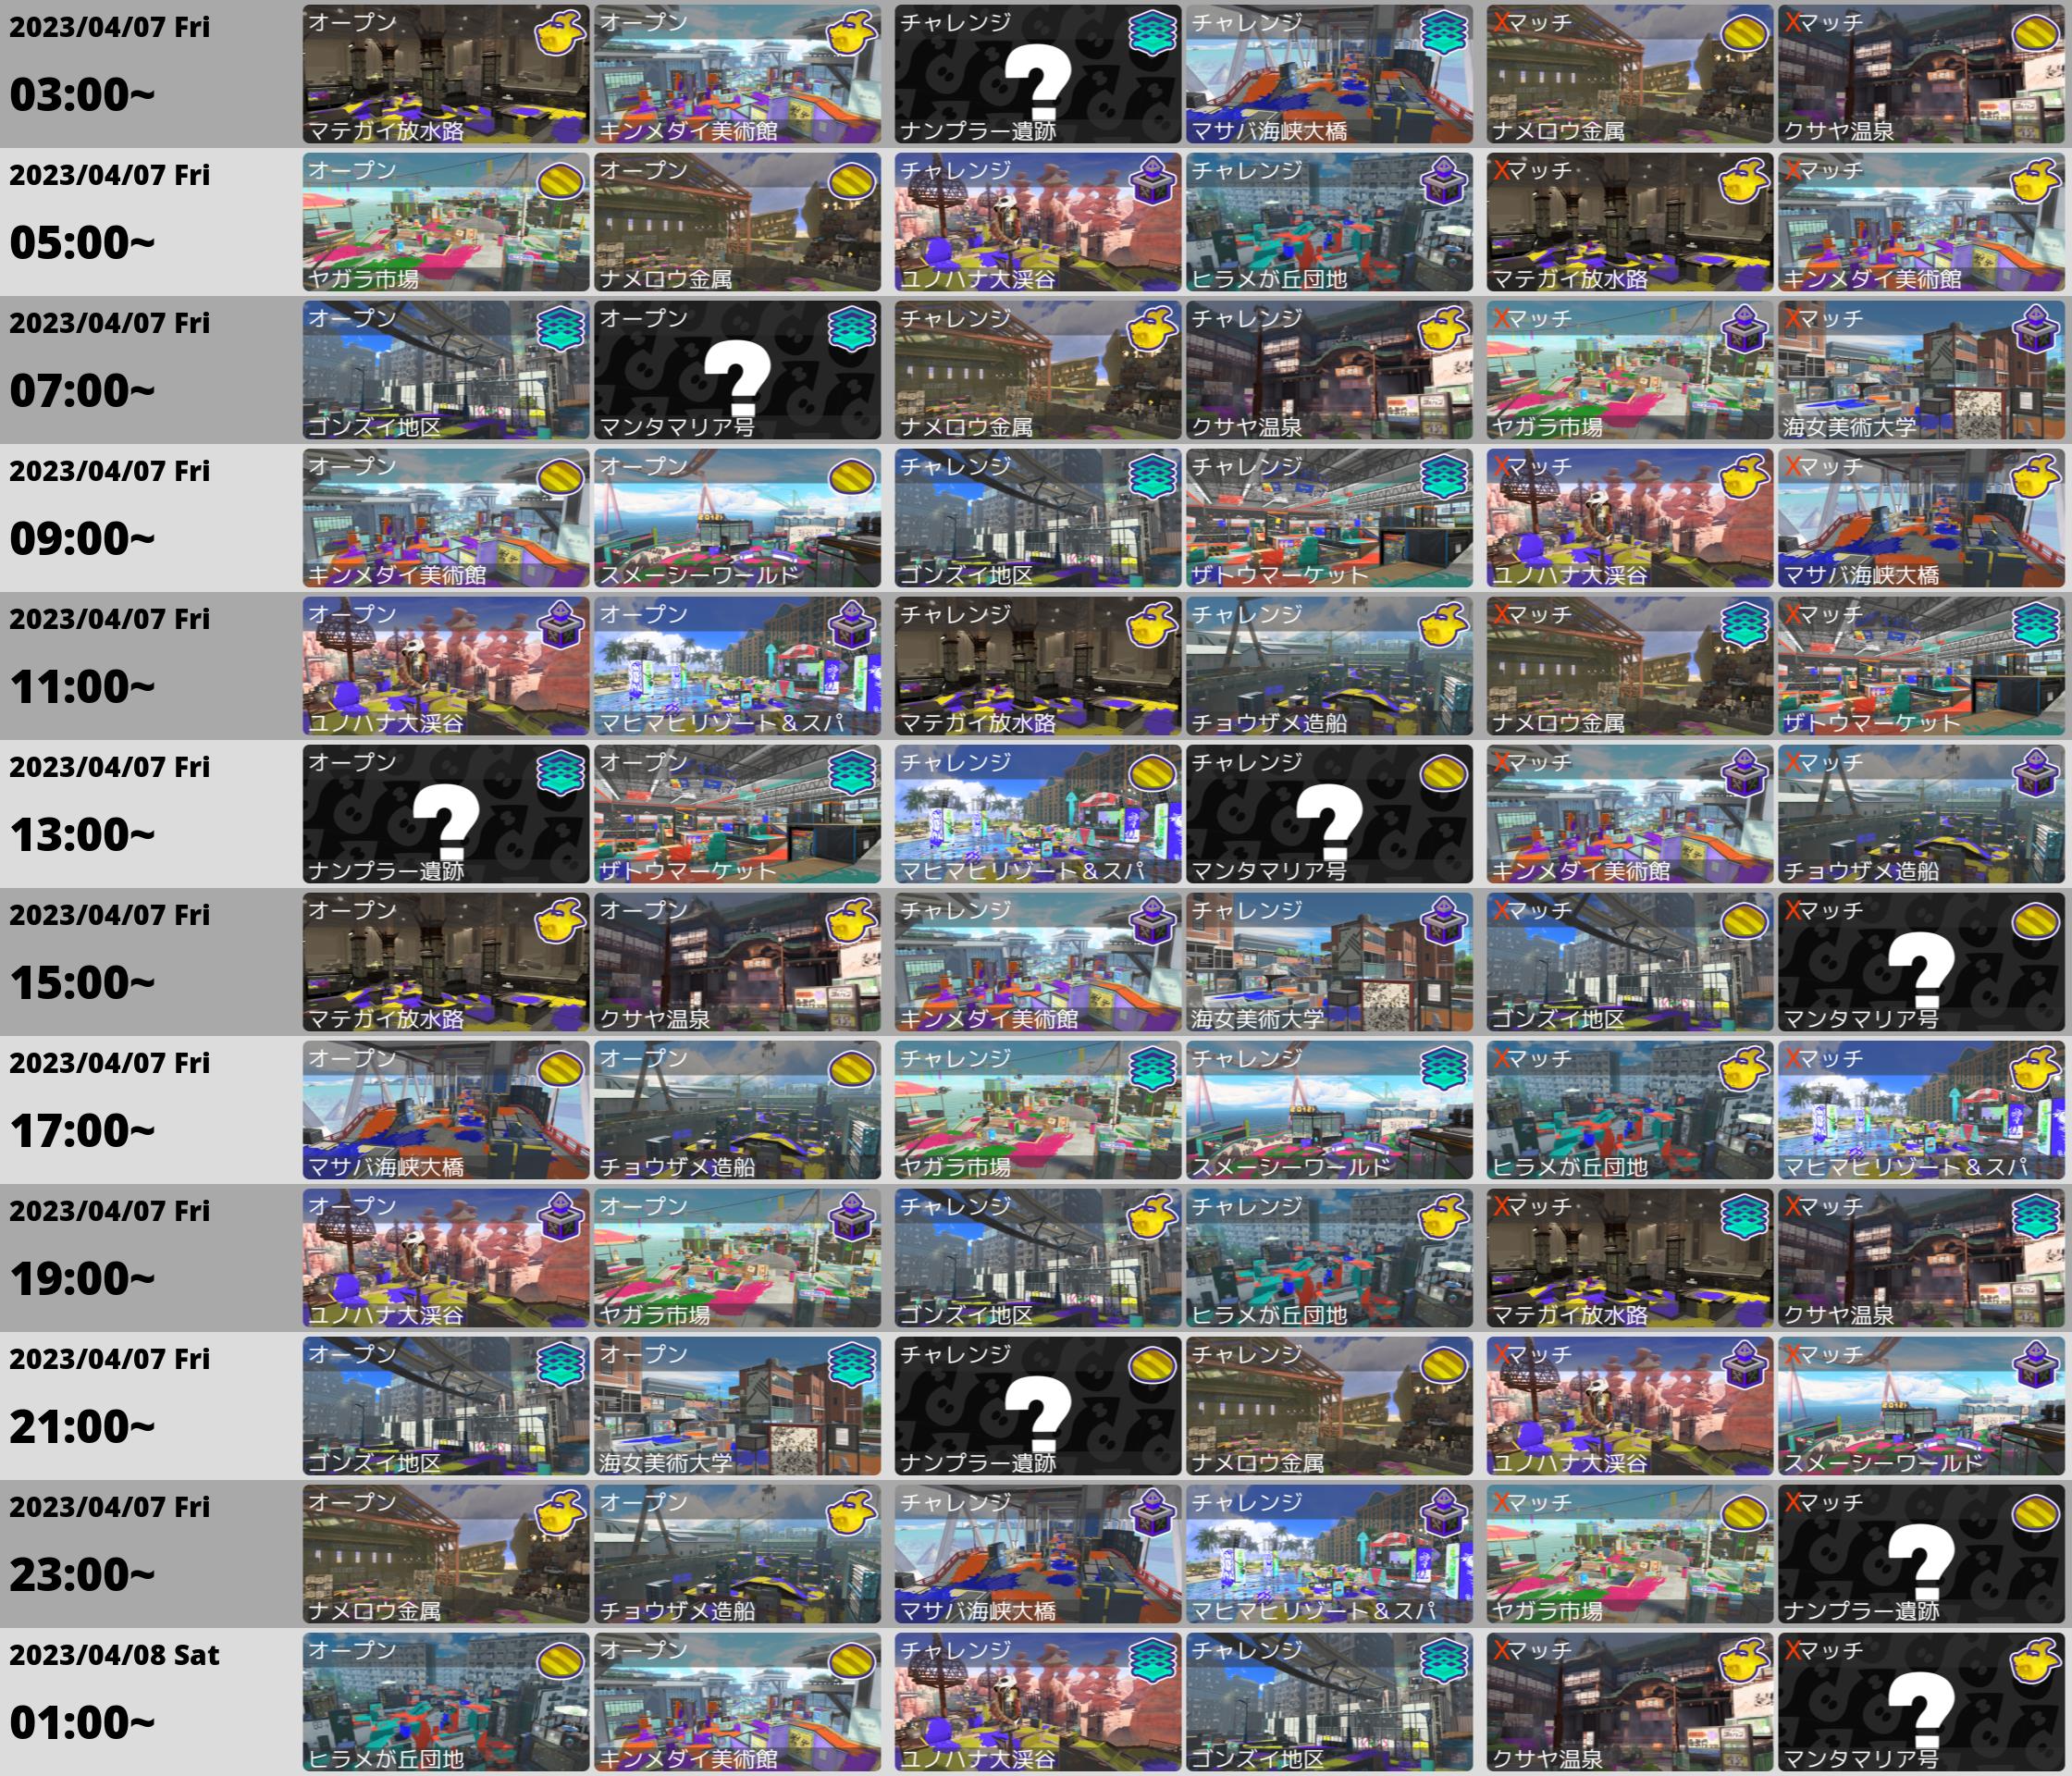 2023/04/07 Fri
03:00~
オープン
マテガイ放水路
オープン
キンメダイ美術館
チャレンジ
ナンプラー遺跡
チャレンジ
マサバ海峡大橋
Xマッチ
ナメロウ金属
Xマッチ
クサヤ温泉
2023/04/07 Fri
05:00~
オープン
ヤガラ市場
オープン
ナメロウ金属
チャレンジ
ユノハナ大渓谷
チャレンジ
ヒラメが丘団地
Xマッチ
マテガイ放水路
Xマッチ
キンメダイ美術館
2023/04/07 Fri
07:00~
オープン
ゴンズイ地区
オープン
マンタマリア号
チャレンジ
ナメロウ金属
チャレンジ
クサヤ温泉
Xマッチ
ヤガラ市場
Xマッチ
海女美術大学
2023/04/07 Fri
09:00~
オープン
キンメダイ美術館
オープン
スメーシーワールド
チャレンジ
ゴンズイ地区
チャレンジ
ザトウマーケット
Xマッチ
ユノハナ大渓谷
Xマッチ
マサバ海峡大橋
2023/04/07 Fri
11:00~
オープン
ユノハナ大渓谷
オープン
マヒマヒリゾート＆スパ
チャレンジ
マテガイ放水路
チャレンジ
チョウザメ造船
Xマッチ
ナメロウ金属
Xマッチ
ザトウマーケット
2023/04/07 Fri
13:00~
オープン
ナンプラー遺跡
オープン
ザトウマーケット
チャレンジ
マヒマヒリゾート＆スパ
チャレンジ
マンタマリア号
Xマッチ
キンメダイ美術館
Xマッチ
チョウザメ造船
2023/04/07 Fri
15:00~
オープン
マテガイ放水路
オープン
クサヤ温泉
チャレンジ
キンメダイ美術館
チャレンジ
海女美術大学
Xマッチ
ゴンズイ地区
Xマッチ
マンタマリア号
2023/04/07 Fri
17:00~
オープン
マサバ海峡大橋
オープン
チョウザメ造船
チャレンジ
ヤガラ市場
チャレンジ
スメーシーワールド
Xマッチ
ヒラメが丘団地
Xマッチ
マヒマヒリゾート＆スパ
2023/04/07 Fri
19:00~
オープン
ユノハナ大渓谷
オープン
ヤガラ市場
チャレンジ
ゴンズイ地区
チャレンジ
ヒラメが丘団地
Xマッチ
マテガイ放水路
Xマッチ
クサヤ温泉
2023/04/07 Fri
21:00~
オープン
ゴンズイ地区
オープン
海女美術大学
チャレンジ
ナンプラー遺跡
チャレンジ
ナメロウ金属
Xマッチ
ユノハナ大渓谷
Xマッチ
スメーシーワールド
2023/04/07 Fri
23:00~
オープン
ナメロウ金属
オープン
チョウザメ造船
チャレンジ
マサバ海峡大橋
チャレンジ
マヒマヒリゾート＆スパ
Xマッチ
ヤガラ市場
Xマッチ
ナンプラー遺跡
2023/04/08 Sat
01:00~
オープン
ヒラメが丘団地
オープン
キンメダイ美術館
チャレンジ
ユノハナ大渓谷
チャレンジ
ゴンズイ地区
Xマッチ
クサヤ温泉
Xマッチ
マンタマリア号